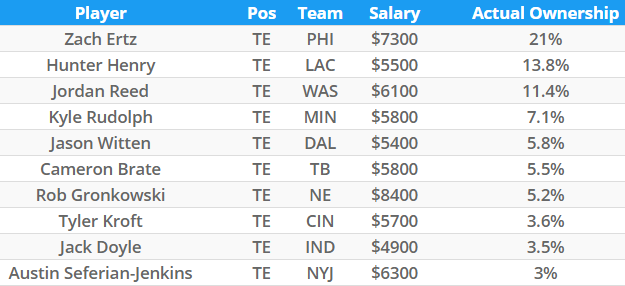 Player Pos Team Salary Actual Ownership
Zach Ertz TE PHI $7300 21%
Hunter Henry TE LAC $5500 13.8%
Jordan Reed TE WAS $6100 11.4%
Kyle Rudolph TE MIN $5800 7.1%
Jason Witten TE DAL $5400 5.8%
Cameron Brate TE TB $5800 5.5%
Rob Gronkowski TE NE $8400 5.2%
Tyler Kroft TE CIN $5700 3.6%
Jack Doyle TE IND $4900 3.5%
Austin Seferian-Jenkins TE NYJ $6300 3%